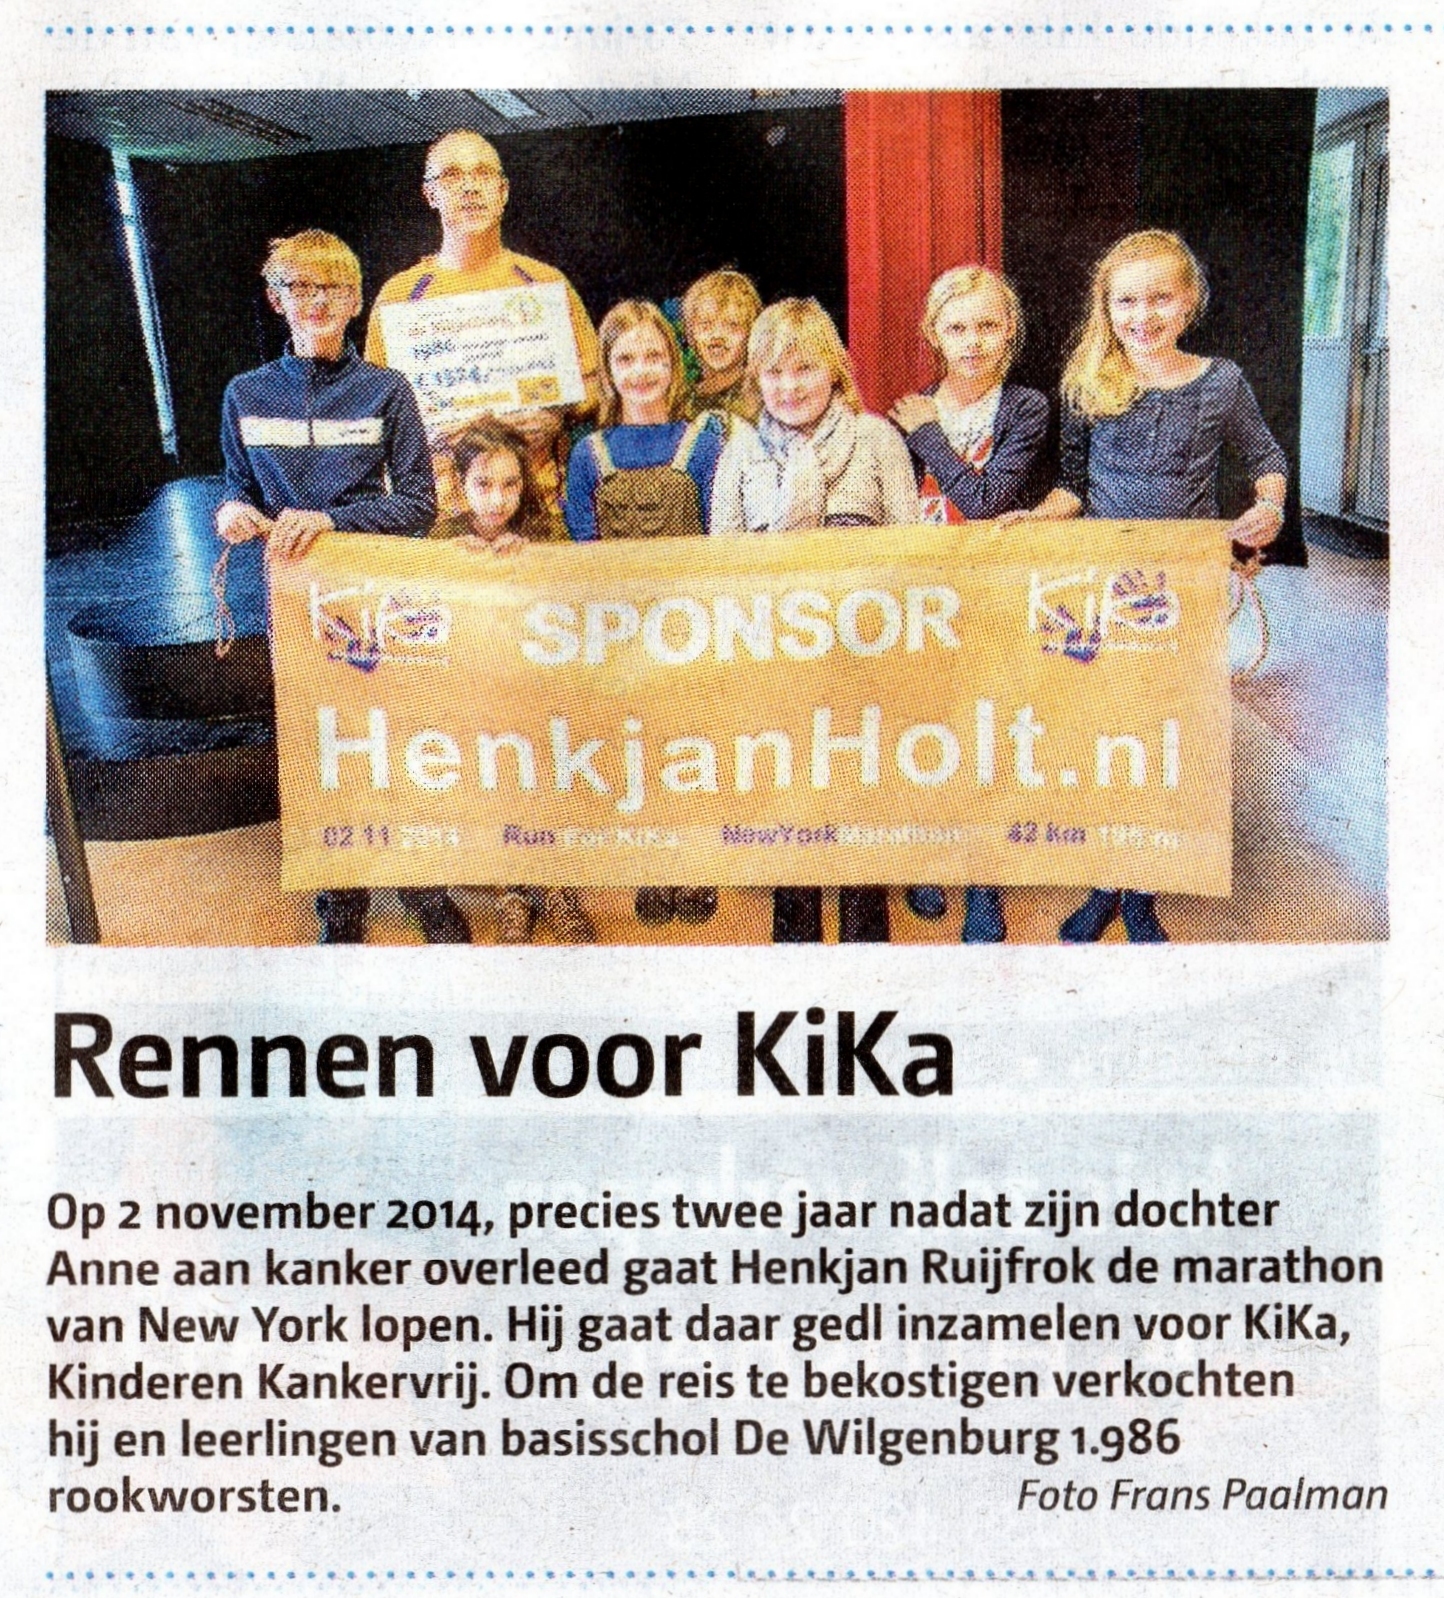 de Wilgenburg
1986
KiKa SPONSOR KiKa
HenkjanHolt.nl
02 11 2014 Run For KiKa NewYorkMarathon 42 km 195 m
Rennen voor KiKa
Op 2 november 2014, precies twee jaar nadat zijn dochter
Anne aan kanker overleed gaat Henkjan Ruijfrok de marathon
van New York lopen. Hij gaat daar gedl inzamelen voor KiKa,
Kinderen Kankervrij. Om de reis te bekostigen verkochten
hij en leerlingen van basisschol De Wilgenburg 1.986
rookworsten. Foto Frans Paalman